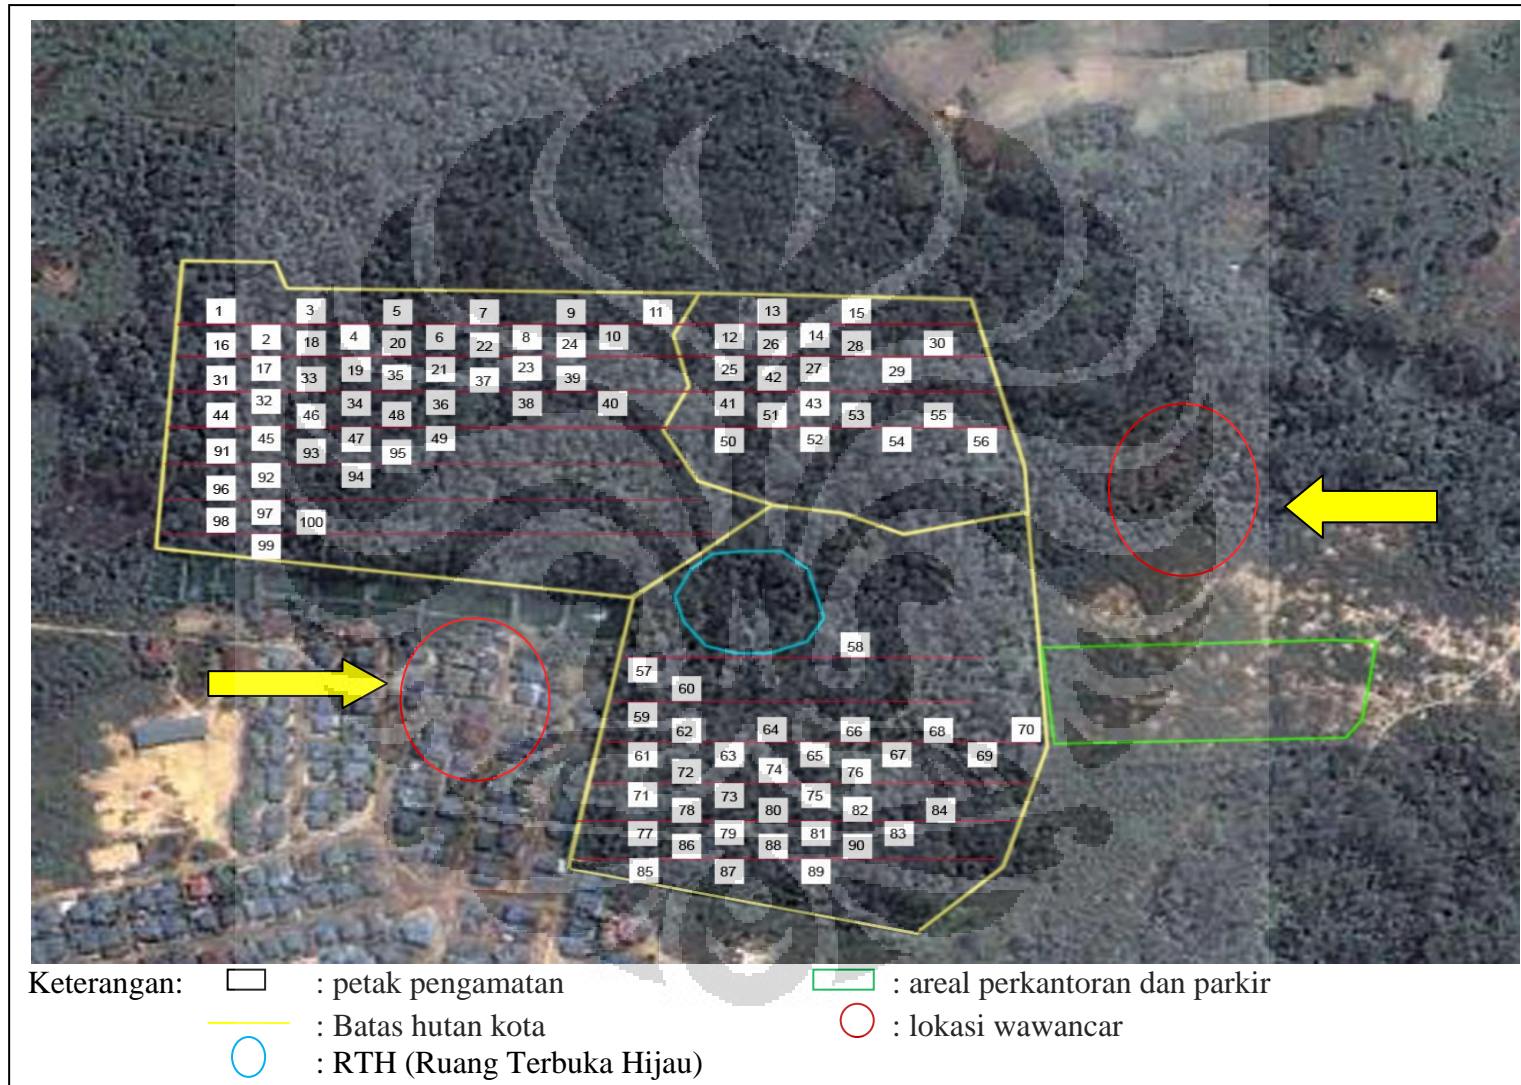 1 3 5 7 9 11 13 15
16 2 18 4 20 6 22 8 24 10 12 26 14 28 30
31 17 33 19 35 21 37 23 39 25 42 27 29
44 32 46 34 48 36 38 40 41 51 43 53 55
91 45 93 47 95 49 50 52 54 56
96 92 94
98 97 100
99
58
57
60
59
62 64 66 68 70
61 72 63 74 65 76 67 69
71 78 73 80 75 82 84
77 86 79 88 81 90 83
85 87 89
Keterangan: : petak pengamatan : areal perkantoran dan parkir
: Batas hutan kota : lokasi wawancar
: RTH (Ruang Terbuka Hijau)